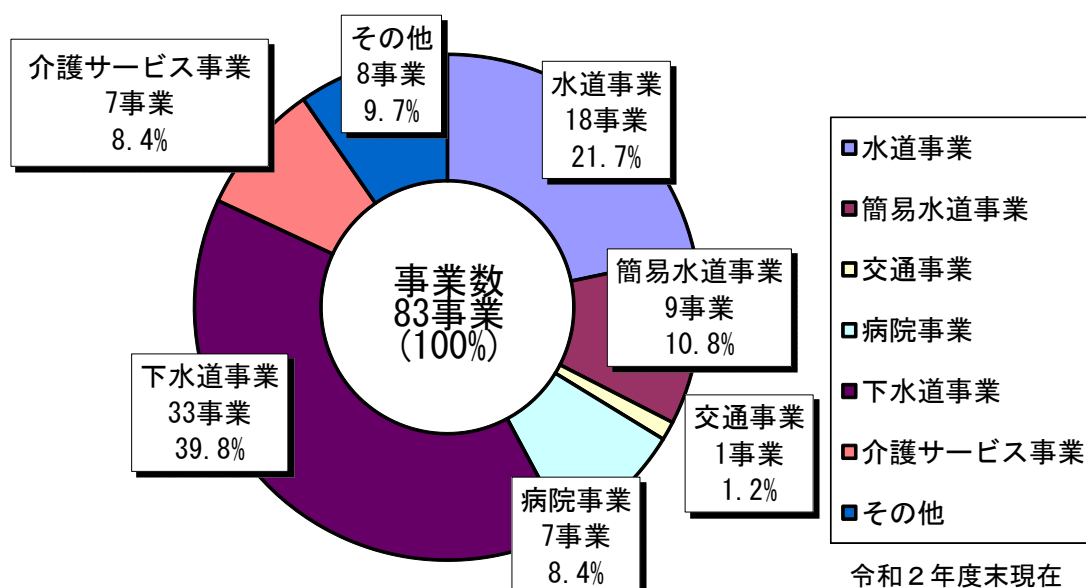 その他
8事業
9.7%
介護サービス事業
7事業
8.4%
水道事業
18事業
21.7%
簡易水道事業
9事業
10.8%
交通事業
1事業
1.2%
病院事業
7事業
8.4%
下水道事業
33事業
39.8%
事業数
83事業
(100%)
水道事業
簡易水道事業
交通事業
病院事業
下水道事業
介護サービス事業
その他
令和２年度末現在